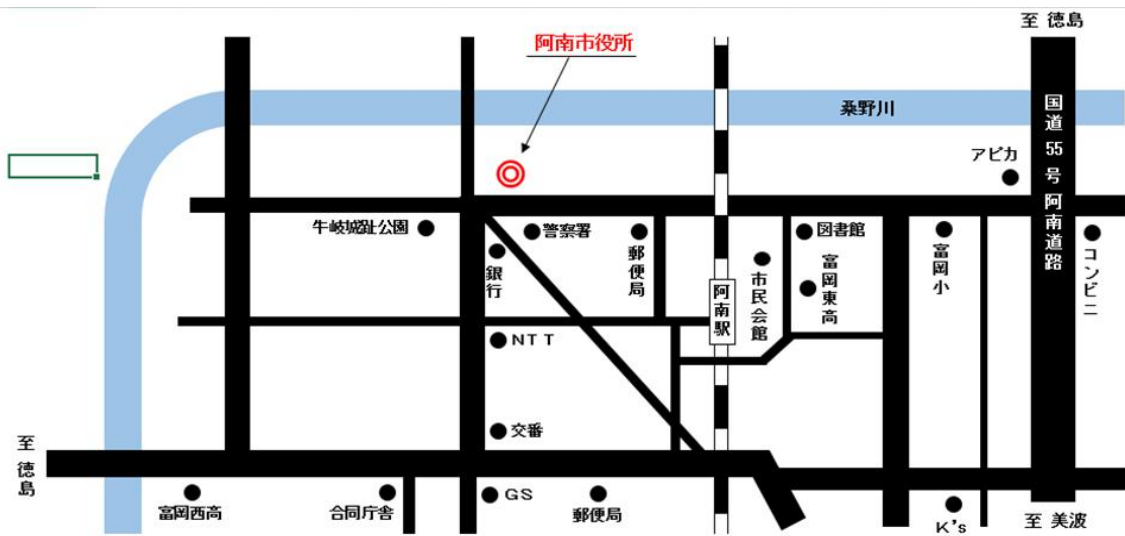 至 徳島
阿南市役所
桑野川
国道55号 阿南道路
アピカ
牛岐城趾公園
警察署
郵便局
銀行
図書館
富岡東高
市民会館
富岡小
コンビニ
阿南駅
NTT
交番
至 徳島
富岡西高
合同庁舎
GS
郵便局
K's
至 美波